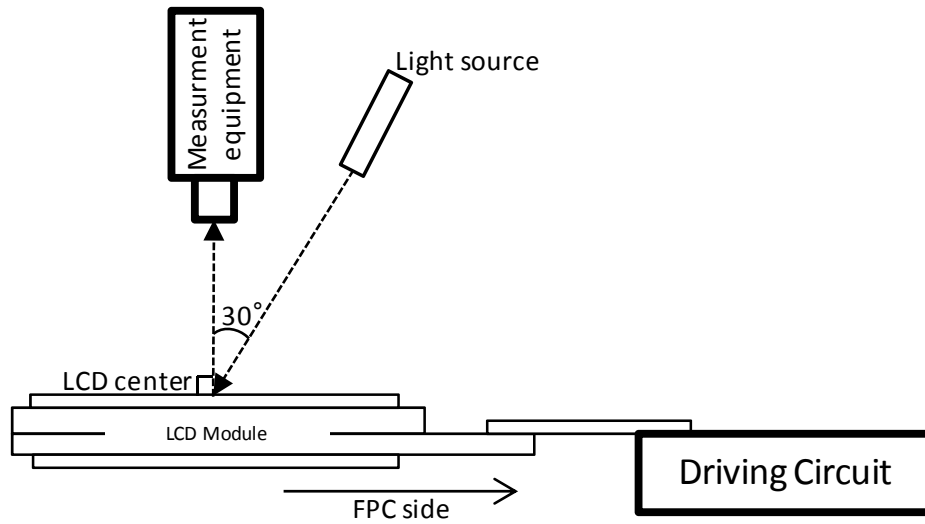 Measurment
equipment
Light source
30°
LCD center
LCD Module
Driving Circuit
FPC side